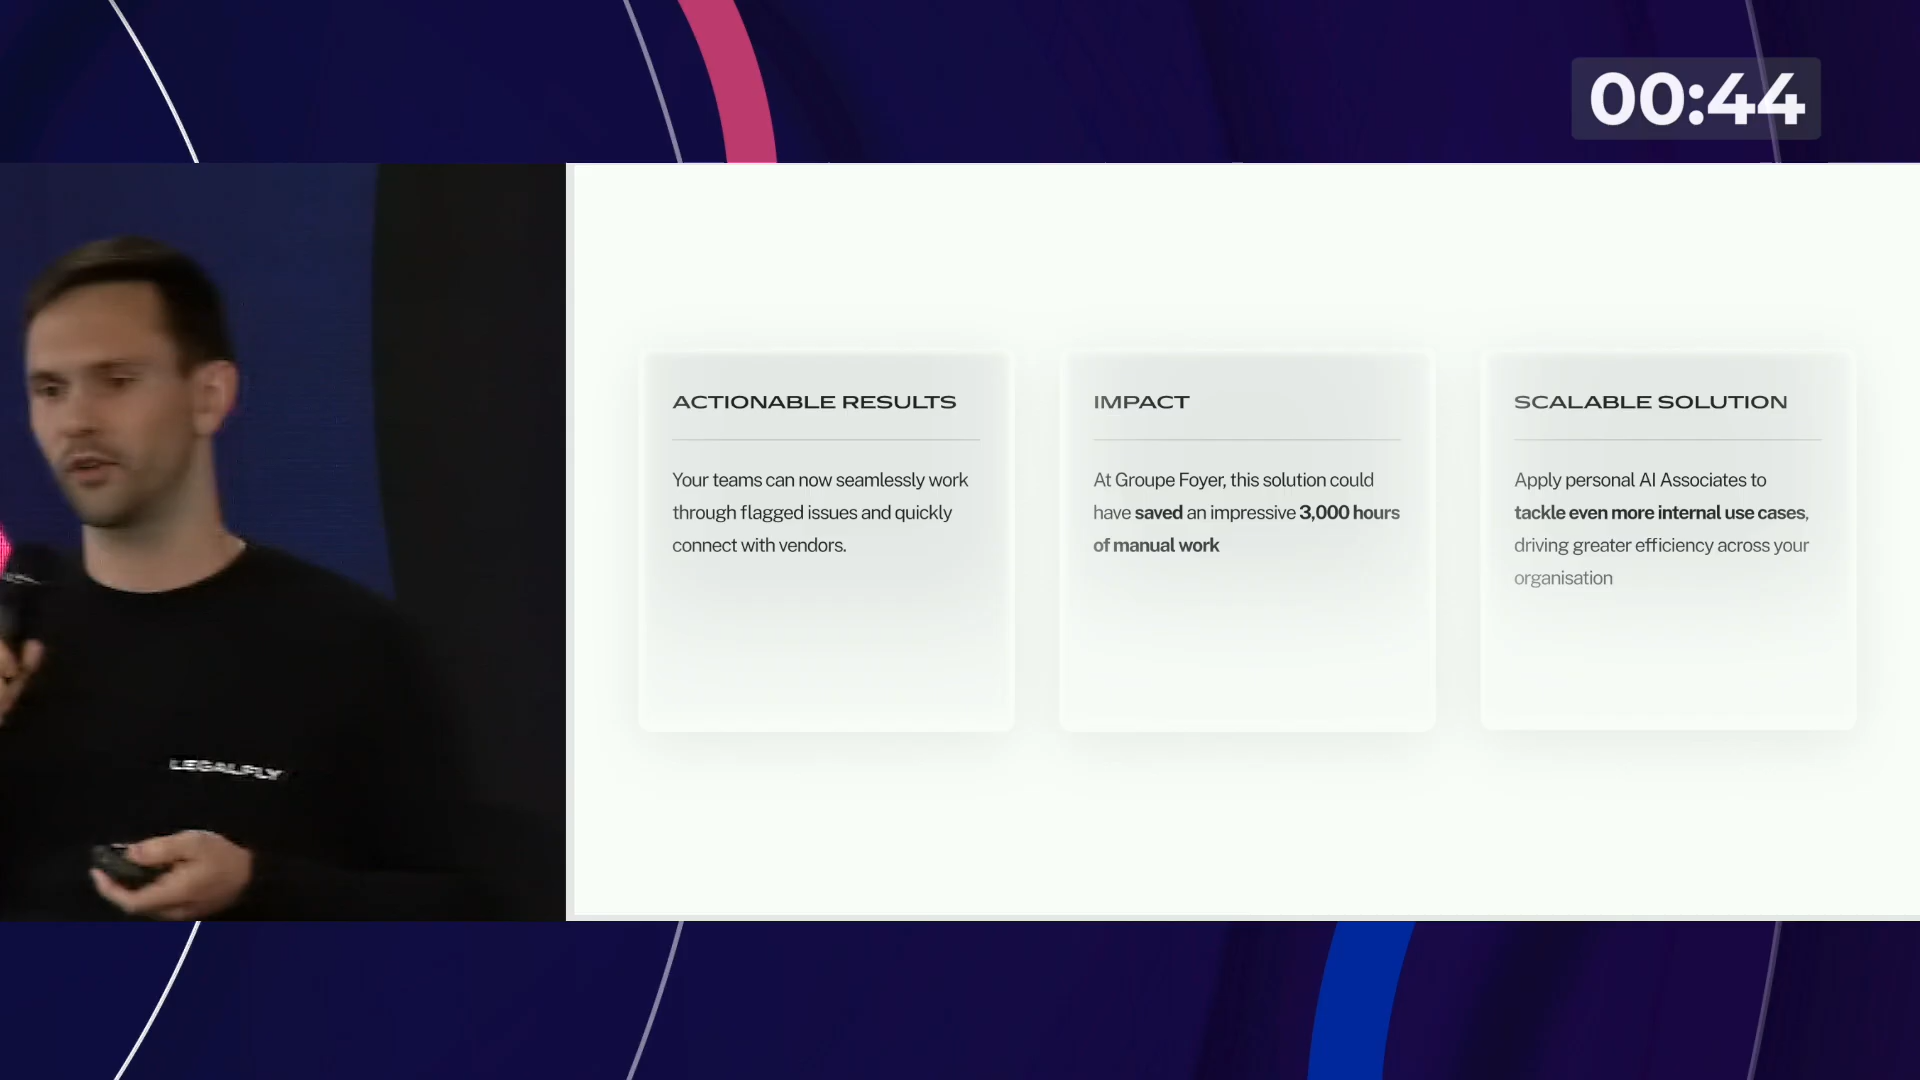 00:44
ACTIONABLE RESULTS
Your teams can now seamlessly work
through flagged issues and quickly
connect with vendors.
IMPACT
At Groupe Foyer, this solution could
have saved an impressive 3,000 hours
of manual work
SCALABLE SOLUTION
Apply personal AI Associates to
tackle even more internal use cases,
driving greater efficiency across your
organisation
LEGALFLY